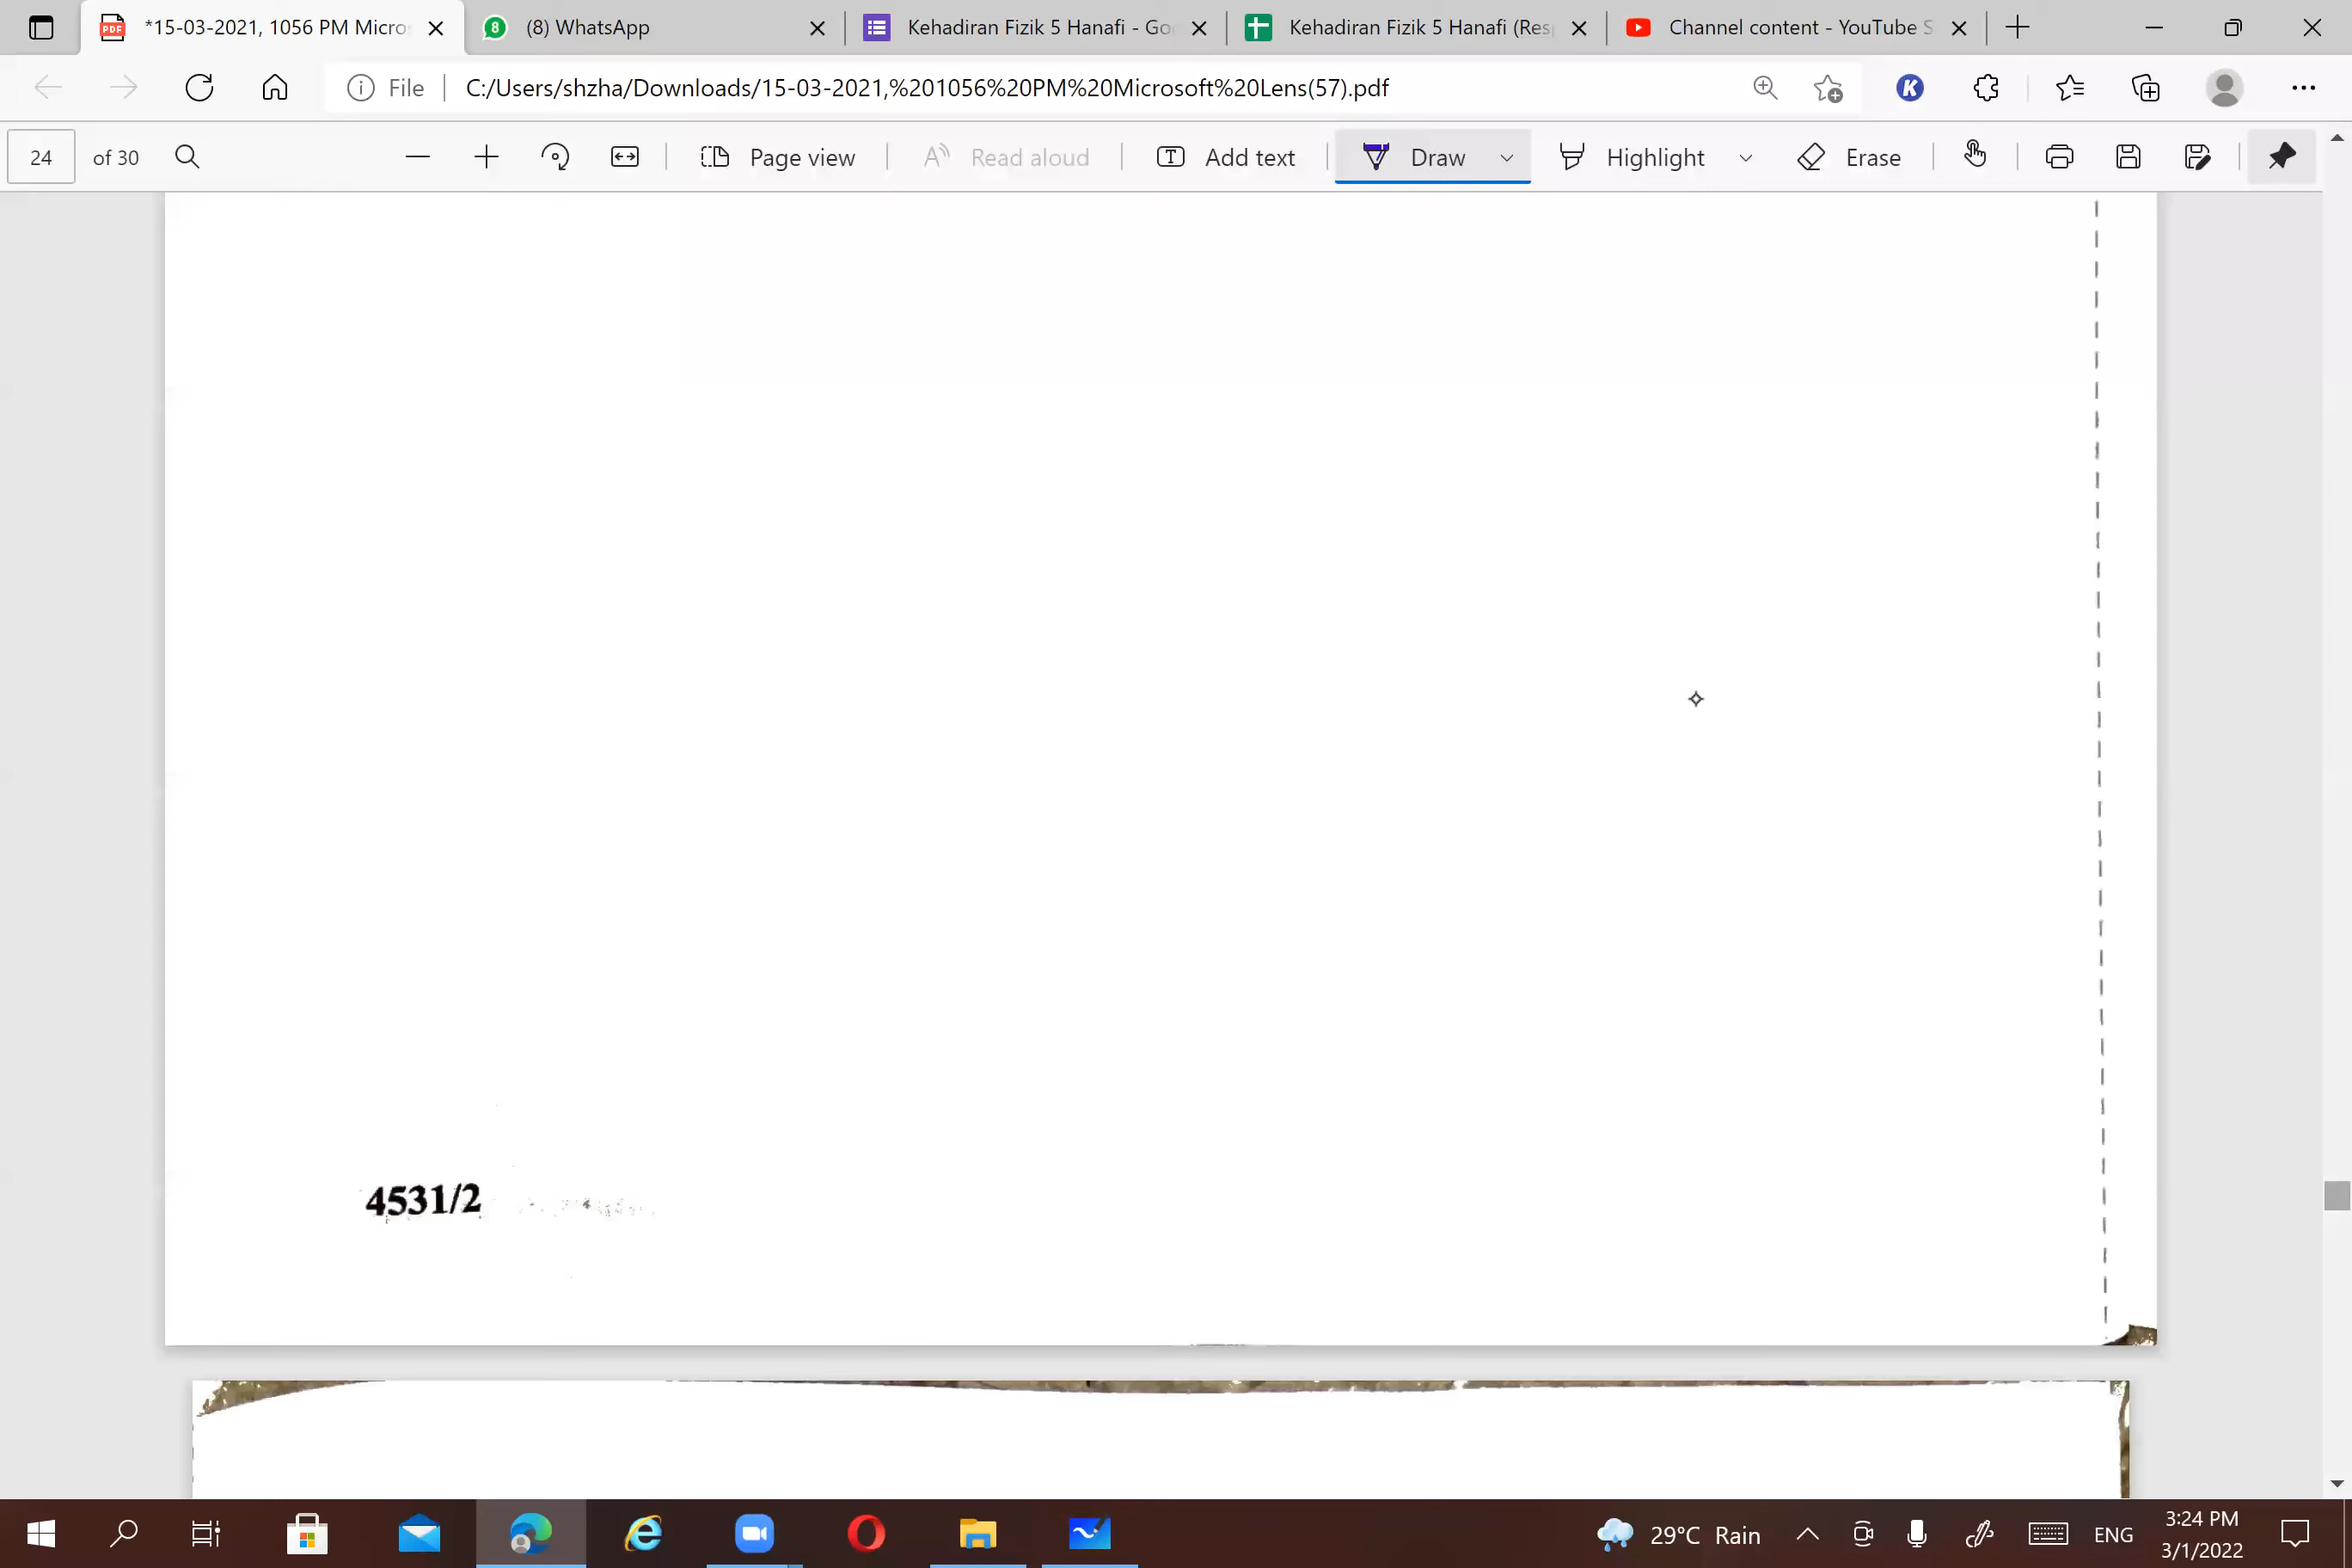 *15-03-2021, 1056 PM Micro
(8) WhatsApp
Kehadiran Fizik 5 Hanafi - Go
Kehadiran Fizik 5 Hanafi (Res
Channel content - YouTube S
File
C:/Users/shzha/Downloads/15-03-2021,%201056%20PM%20Microsoft%20Lens(57).pdf
K
24 of 30
Page view
Read aloud
Add text
Draw
Highlight
Erase
4531/2
29°C Rain
ENG
3:24 PM
3/1/2022